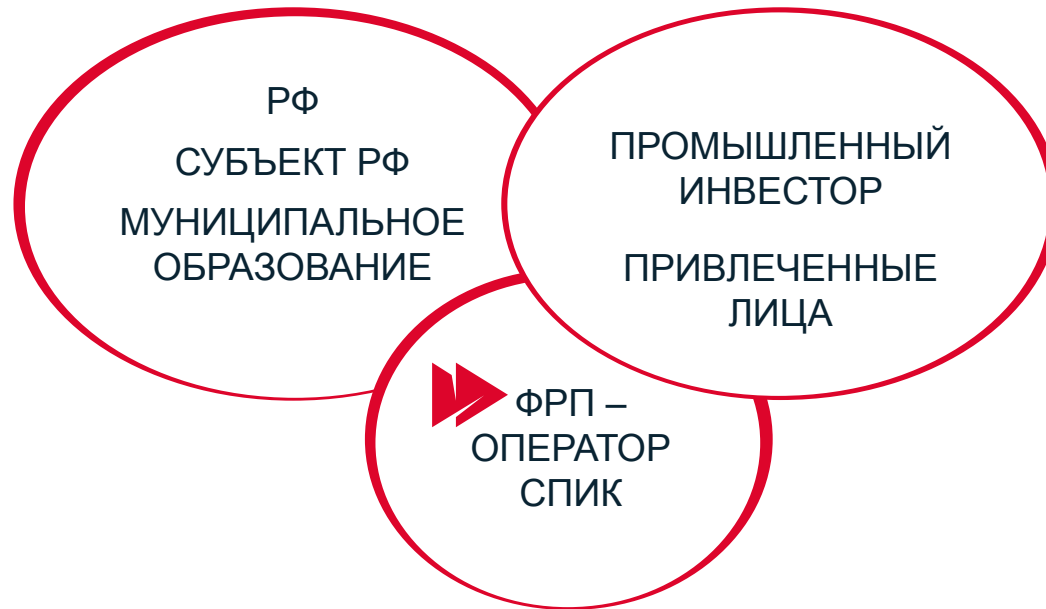 РФ
СУБЪЕКТ РФ
МУНИЦИПАЛЬНОЕ
ОБРАЗОВАНИЕ
ПРОМЫШЛЕННЫЙ
ИНВЕСТОР
ПРИВЛЕЧЕННЫЕ
ЛИЦА
ФРП –
ОПЕРАТОР
СПИК